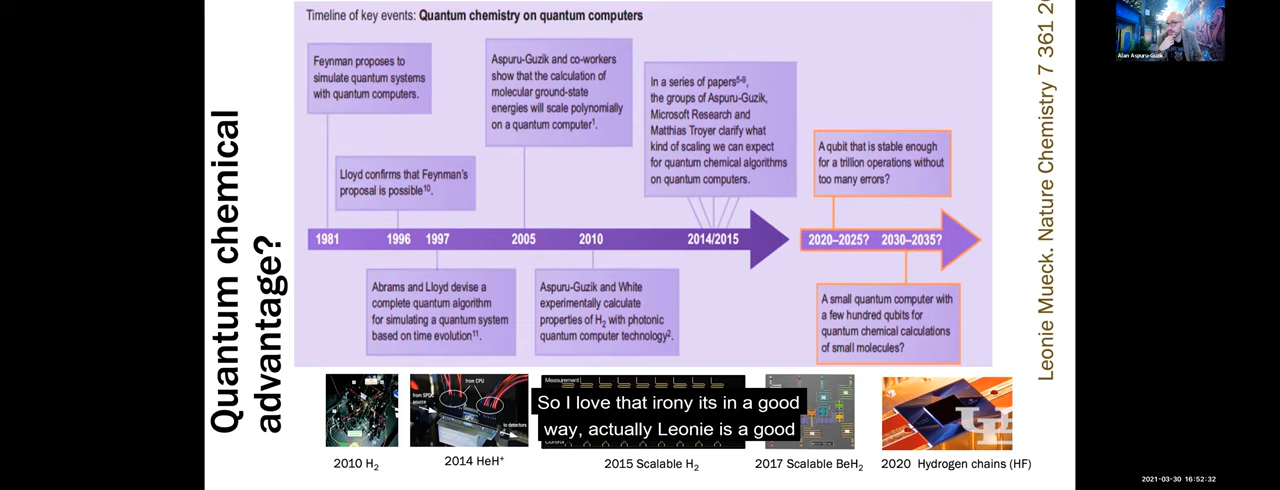 Quantum chemical
advantage?
Timeline of key events: Quantum chemistry on quantum computers
Feynman proposes to
simulate quantum systems
with quantum computers.
Lloyd confirms that Feynman's
proposal is possible¹⁰.
Aspuru-Guzik and co-workers
show that the calculation of
molecular ground-state
energies will scale polynomially
on a quantum computer¹.
In a series of papers⁵⁻⁹,
the groups of Aspuru-Guzik,
Microsoft Research and
Matthias Troyer clarify what
kind of scaling we can expect
for quantum chemical algorithms
on quantum computers.
A qubit that is stable enough
for a trillion operations without
too many errors?
1981 1996 1997 2005 2010 2014/2015 2020–2025? 2030–2035?
Abrams and Lloyd devise a
complete quantum algorithm
for simulating a quantum system
based on time evolution¹¹.
Aspuru-Guzik and White
experimentally calculate
properties of H₂ with photonic
quantum computer technology².
A small quantum computer with
a few hundred qubits for
quantum chemical calculations
of small molecules?
from CPU
from SPDC
source
to detectors
Measurement
So I love that irony its in a good
way, actually Leonie is a good
2010 H₂
2014 HeH⁺
2015 Scalable H₂
2017 Scalable BeH₂
2020 Hydrogen chains (HF)
Leonie Mueck. Nature Chemistry 7 361
Alan Aspuru-Guzik
2021-03-30 16:52:32